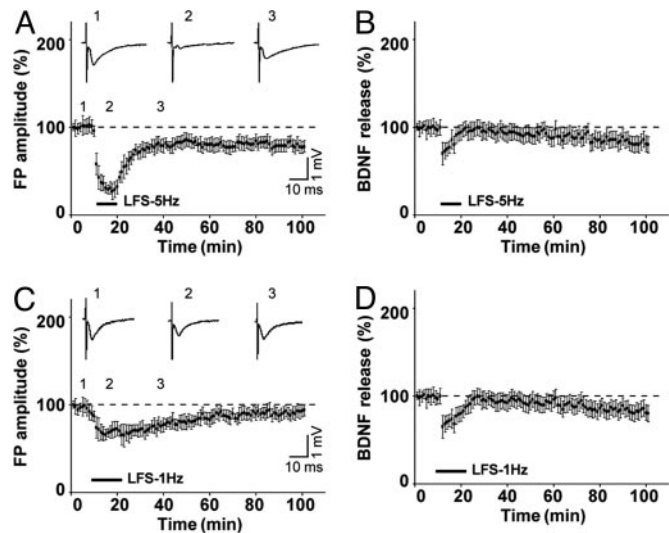 A
1 2 3
200
100
0
FP amplitude (%)
1 2 3
1 mV
10 ms
LFS-5Hz
0 20 40 60 80 100
Time (min)
B
200
100
0
BDNF release (%)
LFS-5Hz
0 20 40 60 80 100
Time (min)
C
1 2 3
200
100
0
FP amplitude (%)
1 2 3
1 mV
10 ms
LFS-1Hz
0 20 40 60 80 100
Time (min)
D
200
100
0
BDNF release (%)
LFS-1Hz
0 20 40 60 80 100
Time (min)